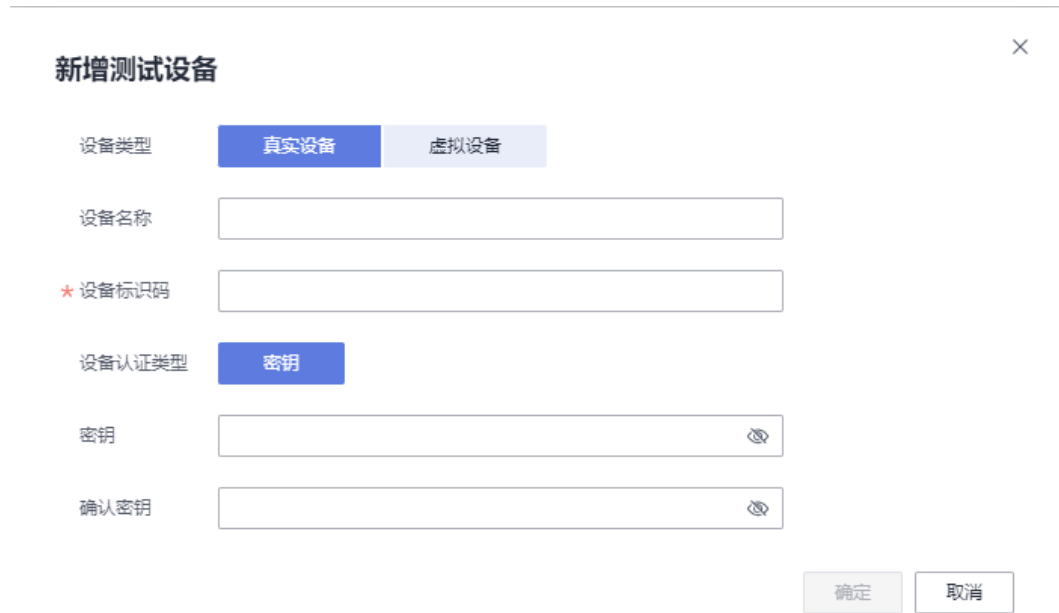 新增测试设备
设备类型 真实设备 虚拟设备
设备名称
* 设备标识码
设备认证类型 密钥
密钥
确认密钥
确定 取消